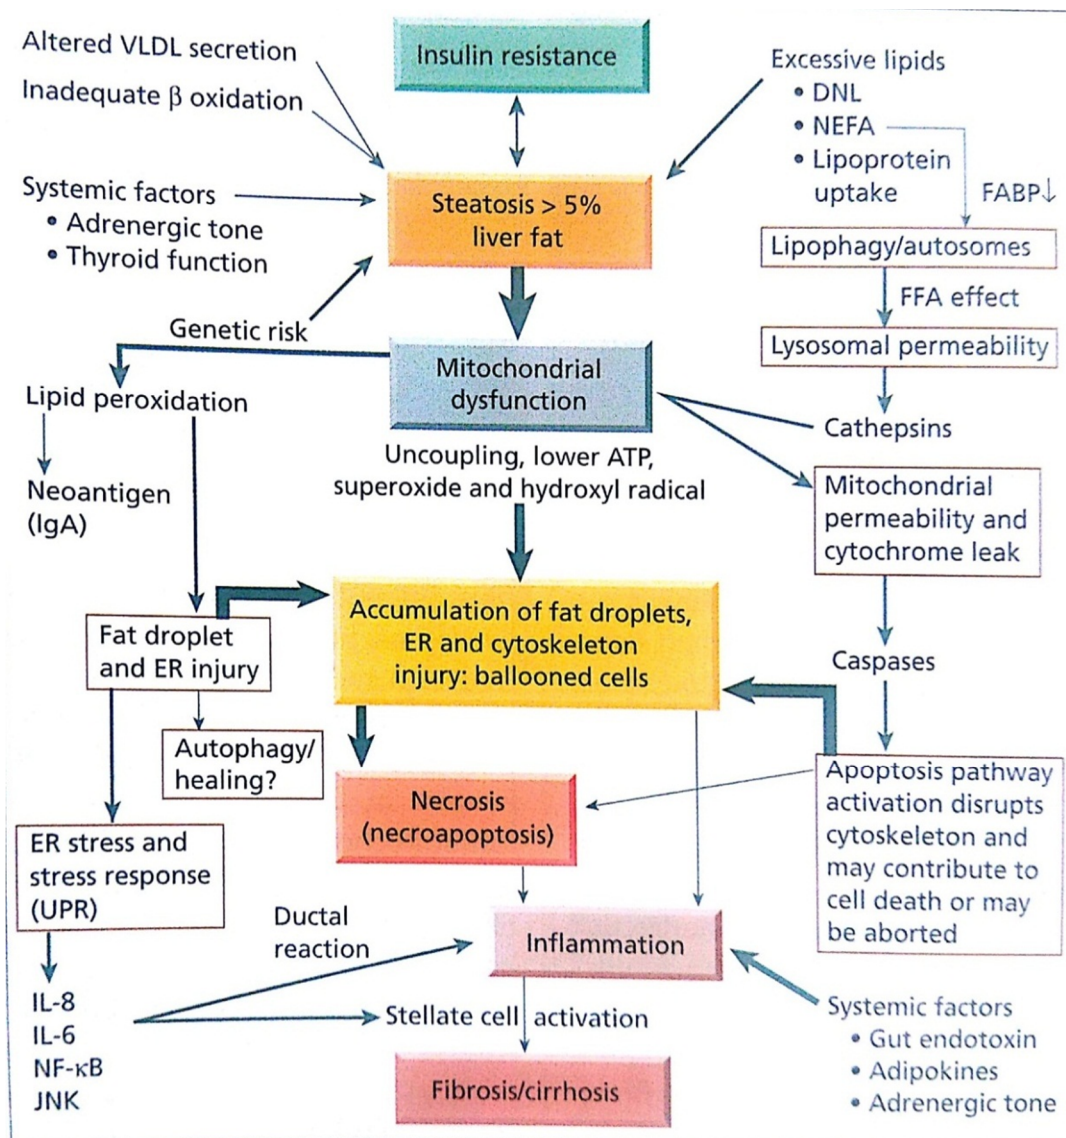 Altered VLDL secretion
Inadequate β oxidation
Insulin resistance
Excessive lipids
• DNL
• NEFA
• Lipoprotein
uptake
FABP↓
Systemic factors
• Adrenergic tone
• Thyroid function
Steatosis > 5%
liver fat
Lipophagy/autosomes
FFA effect
Lysosomal permeability
Genetic risk
Mitochondrial
dysfunction
Cathepsins
Lipid peroxidation
Neoantigen
(IgA)
Uncoupling, lower ATP,
superoxide and hydroxyl radical
Mitochondrial
permeability and
cytochrome leak
Fat droplet
and ER injury
Accumulation of fat droplets,
ER and cytoskeleton
injury: ballooned cells
Caspases
Autophagy/
healing?
Necrosis
(necroapoptosis)
Apoptosis pathway
activation disrupts
cytoskeleton and
may contribute to
cell death or may
be aborted
ER stress and
stress response
(UPR)
Ductal
reaction
Inflammation
IL-8
IL-6
NF-κB
JNK
Stellate cell activation
Systemic factors
• Gut endotoxin
• Adipokines
• Adrenergic tone
Fibrosis/cirrhosis